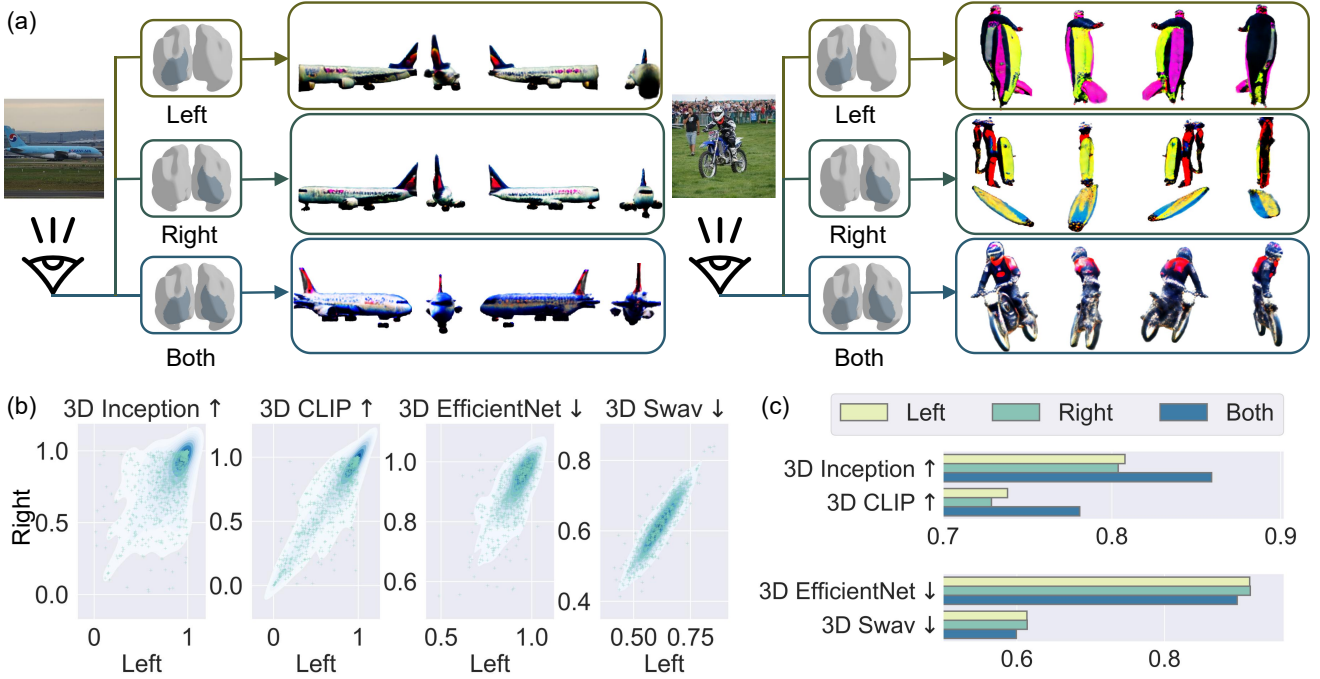 (a)
Left
Right
Both
Left
Right
Both
(b)
3D Inception ↑
3D CLIP ↑
3D EfficientNet ↓
3D Swav ↓
Right
1.0
0.5
0.0
0
1
Left
1.0
0.5
0.0
0
1
Left
1.0
0.8
0.6
0.5
1.0
Left
0.8
0.6
0.4
0.50
0.75
Left
(c)
Left
Right
Both
3D Inception ↑
3D CLIP ↑
0.7
0.8
0.9
3D EfficientNet ↓
3D Swav ↓
0.6
0.8